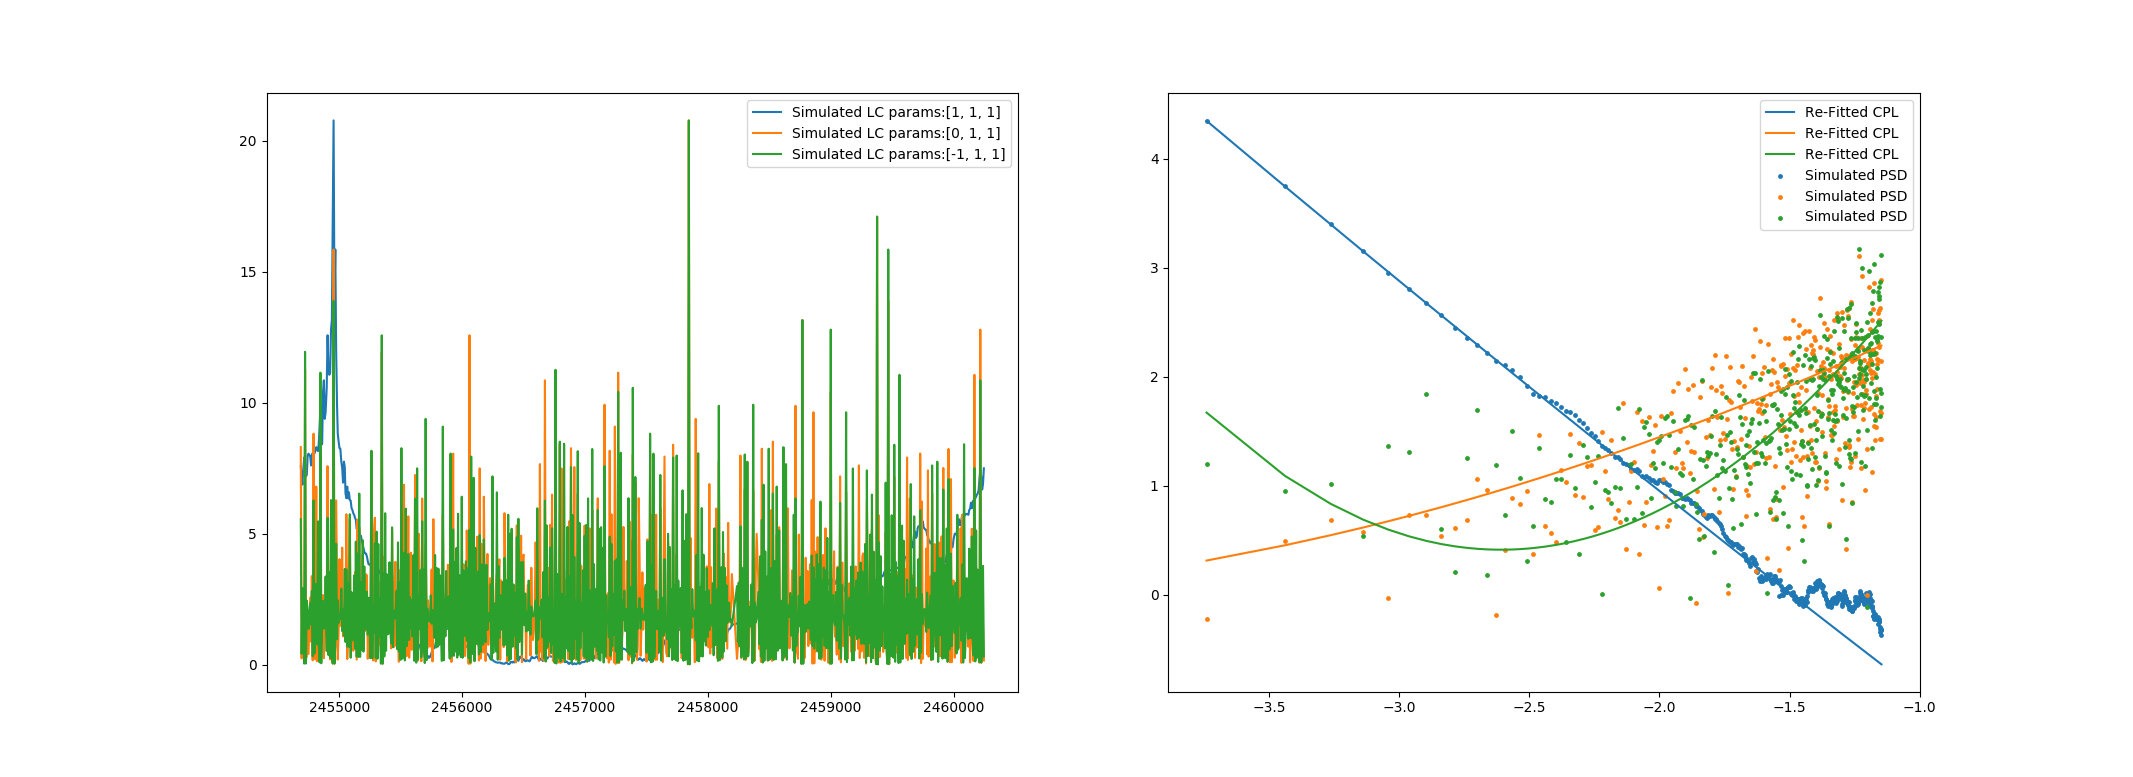 Simulated LC params:[1, 1, 1]
Simulated LC params:[0, 1, 1]
Simulated LC params:[-1, 1, 1]
20
15
10
5
0
2455000 2456000 2457000 2458000 2459000 2460000
Re-Fitted CPL
Re-Fitted CPL
Re-Fitted CPL
Simulated PSD
Simulated PSD
Simulated PSD
4
3
2
1
0
−3.5 −3.0 −2.5 −2.0 −1.5 −1.0